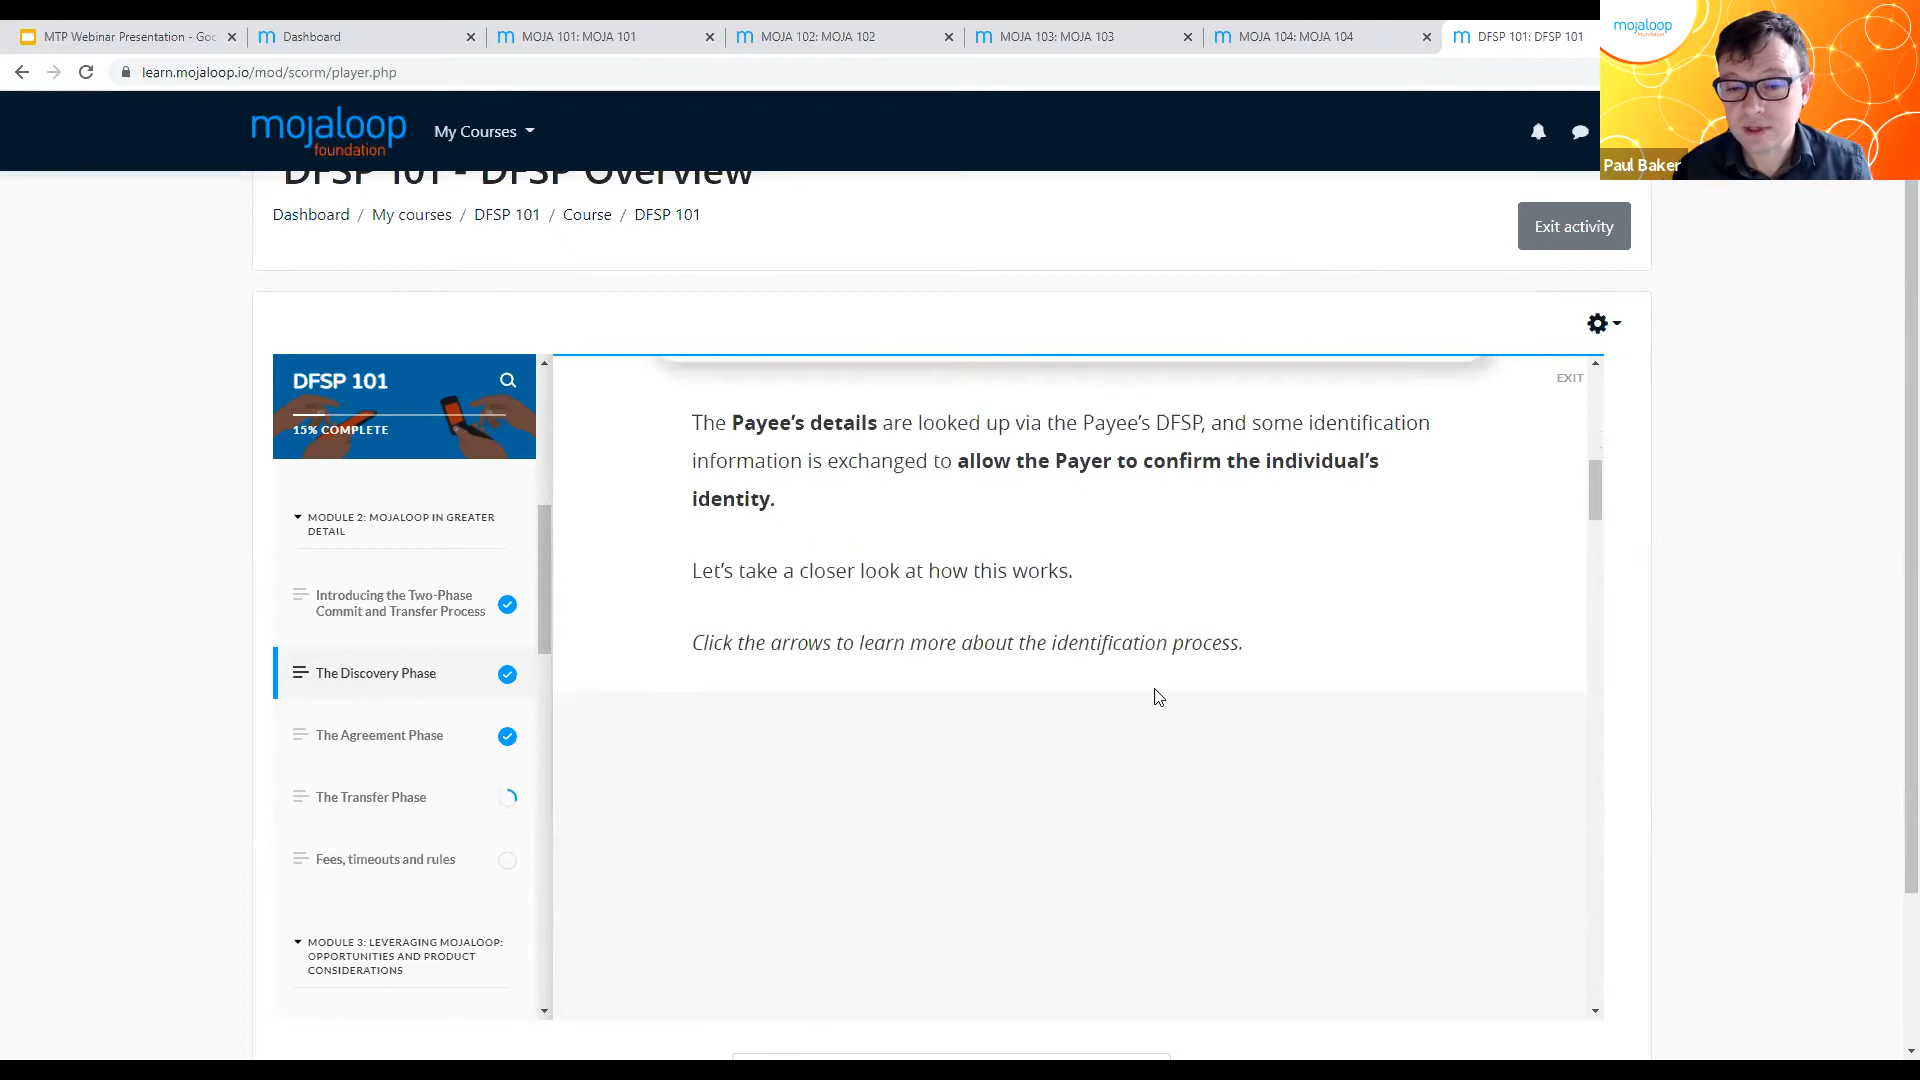 MTP Webinar Presentation - Goo
Dashboard
MOJA 101: MOJA 101
MOJA 102: MOJA 102
MOJA 103: MOJA 103
MOJA 104: MOJA 104
DFSP 101: DFSP 101
learn.mojaloop.io/mod/scorm/player.php
mojaloop
foundation
Paul Baker
mojaloop
foundation
My Courses
DFSP 101 - DFSP Overview
Dashboard / My courses / DFSP 101 / Course / DFSP 101
Exit activity
DFSP 101
15% COMPLETE
MODULE 2: MOJALOOP IN GREATER
DETAIL
Introducing the Two-Phase
Commit and Transfer Process
The Discovery Phase
The Agreement Phase
The Transfer Phase
Fees, timeouts and rules
MODULE 3: LEVERAGING MOJALOOP:
OPPORTUNITIES AND PRODUCT
CONSIDERATIONS
EXIT
The Payee’s details are looked up via the Payee’s DFSP, and some identification
information is exchanged to allow the Payer to confirm the individual’s
identity.
Let’s take a closer look at how this works.
Click the arrows to learn more about the identification process.